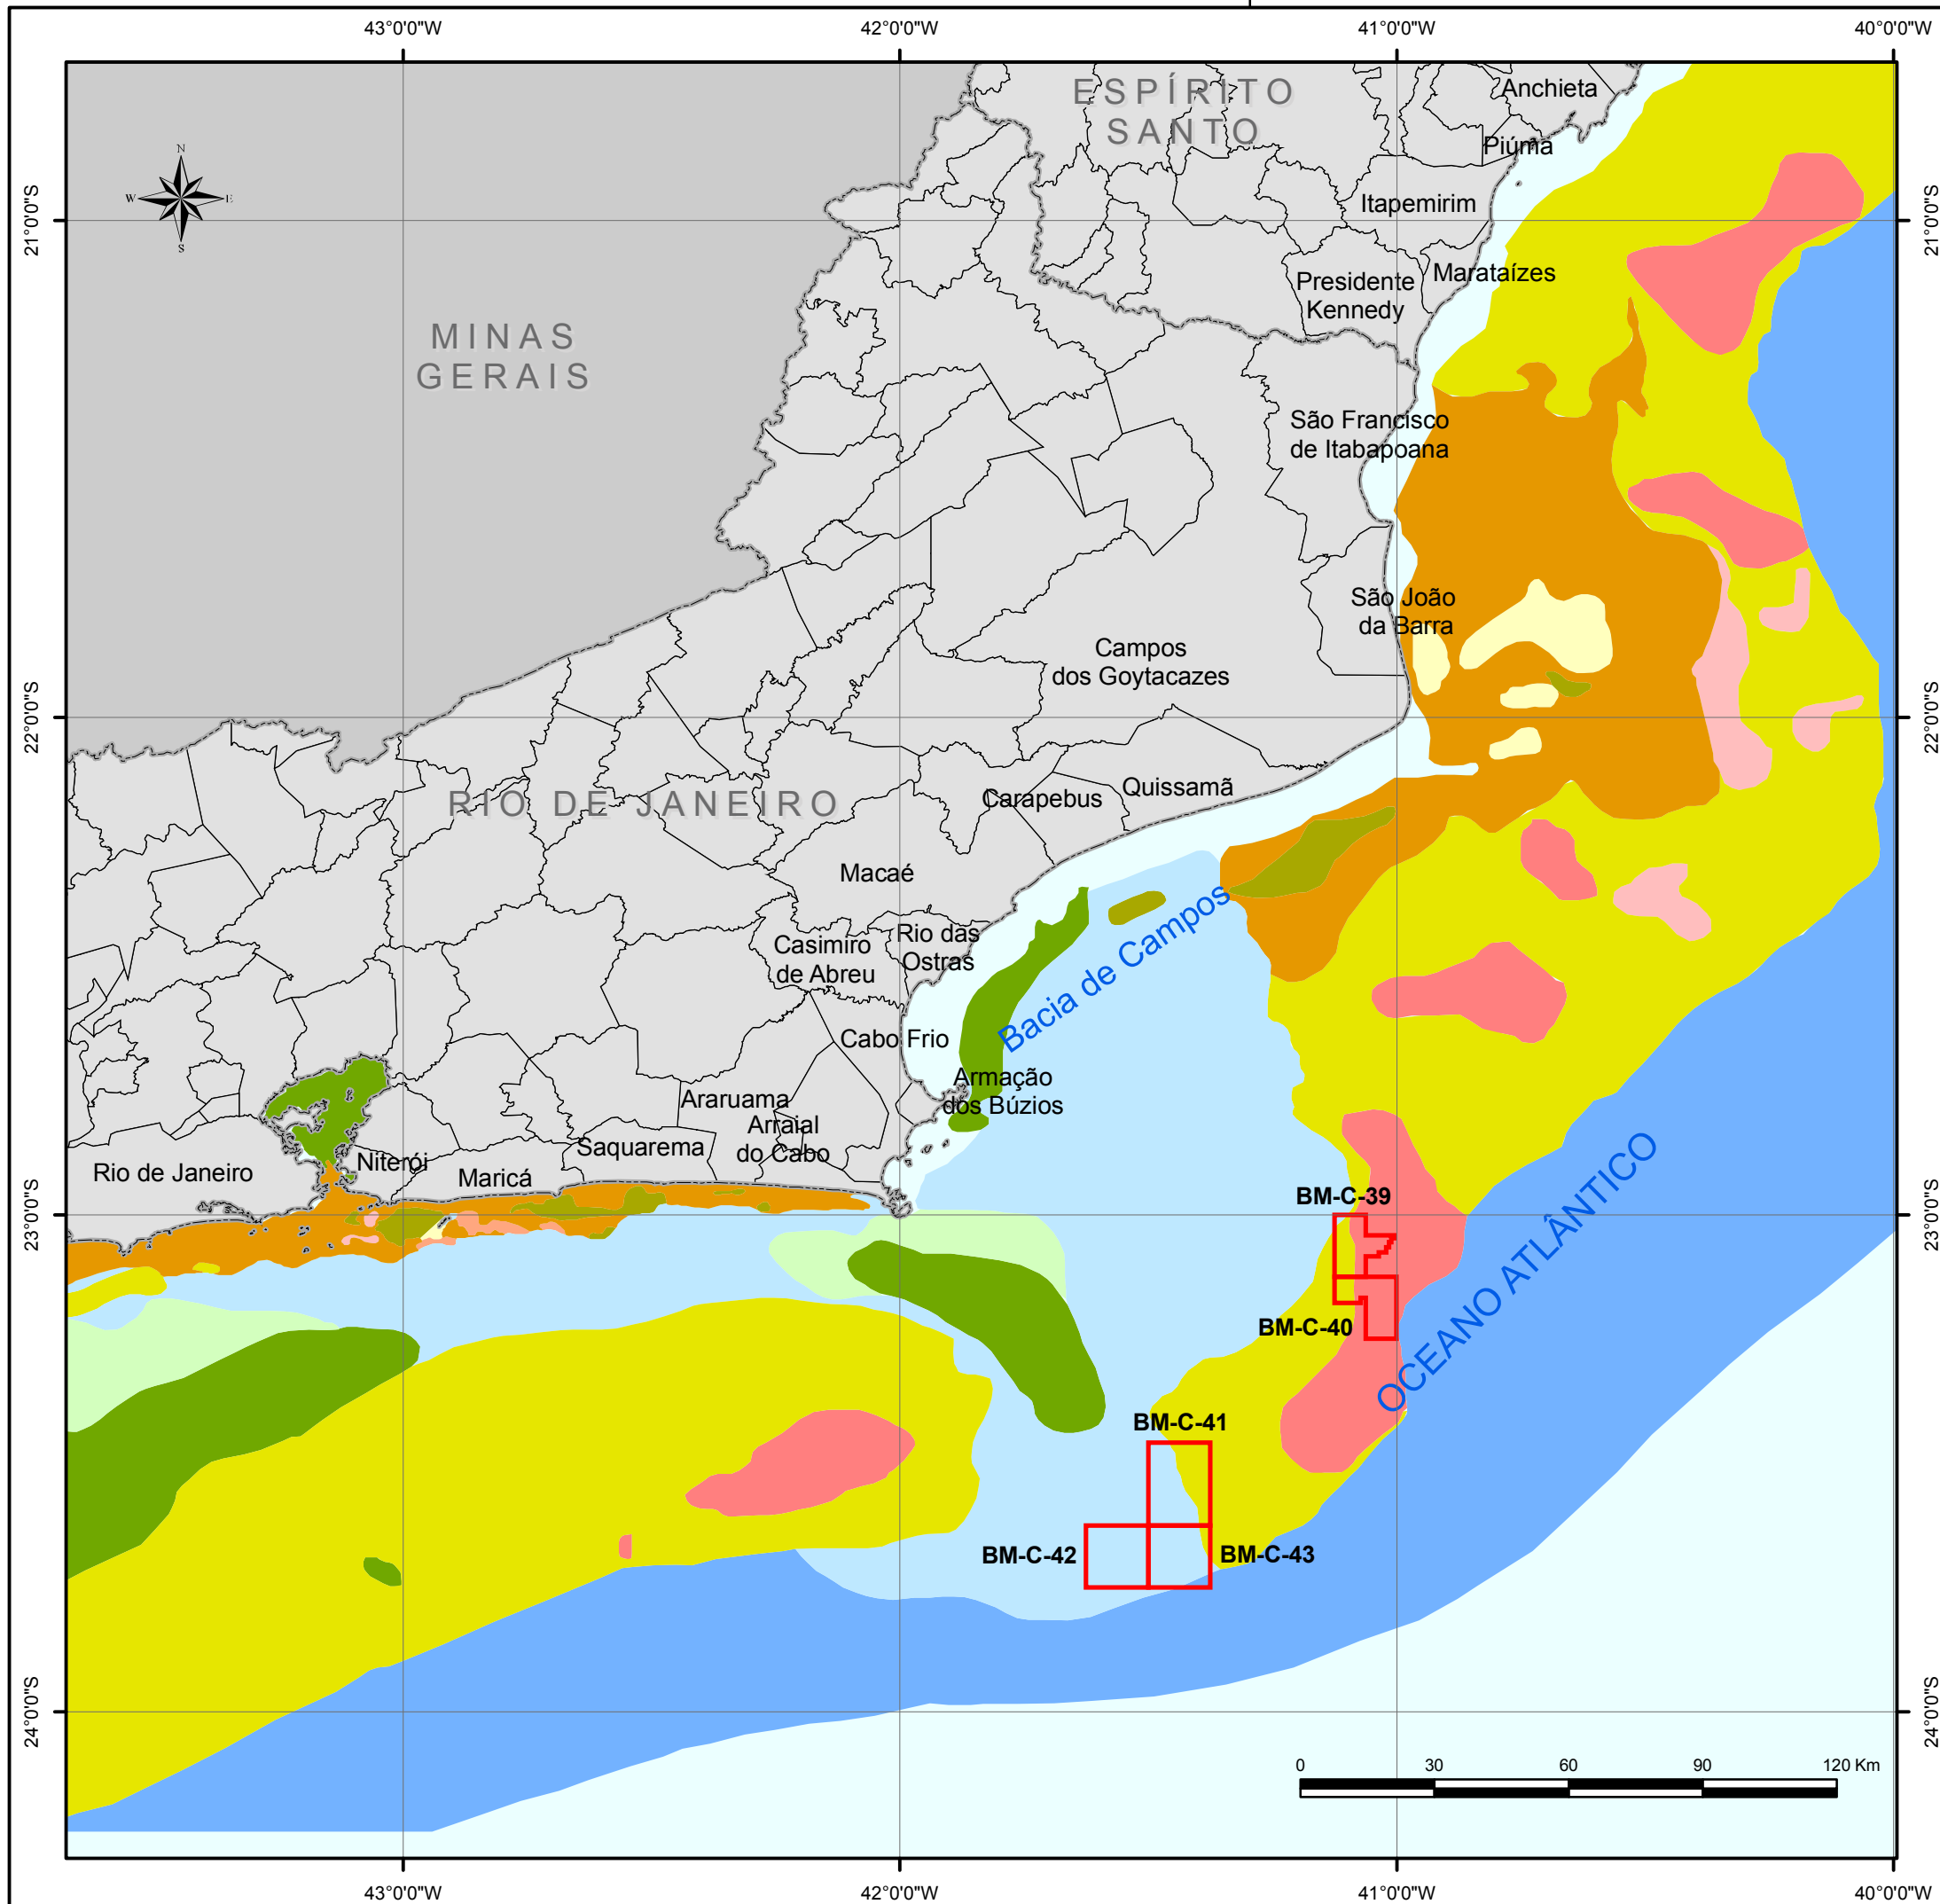 43°0'0"W
42°0'0"W
41°0'0"W
40°0'0"W
ESPÍRITO
SANTO
Anchieta
Piúma
N
W
E
S
Itapemirim
21°0'0"S
21°0'0"S
Marataízes
Presidente
Kennedy
MINAS
GERAIS
São Francisco
de Itabapoana
São João
da Barra
Campos
dos Goytacazes
22°0'0"S
22°0'0"S
Quissamã
Carapebus
RIO DE JANEIRO
Macaé
Bacia de Campos
Rio das
Ostras
Casimiro
de Abreu
Cabo Frio
Armação
dos Búzios
Araruama
Arraial
do Cabo
Saquarema
Niterói
Rio de Janeiro
Maricá
OCEANO ATLÂNTICO
BM-C-39
23°0'0"S
23°0'0"S
BM-C-40
BM-C-41
BM-C-42
BM-C-43
24°0'0"S
24°0'0"S
0
30
60
90
120 Km
43°0'0"W
42°0'0"W
41°0'0"W
40°0'0"W